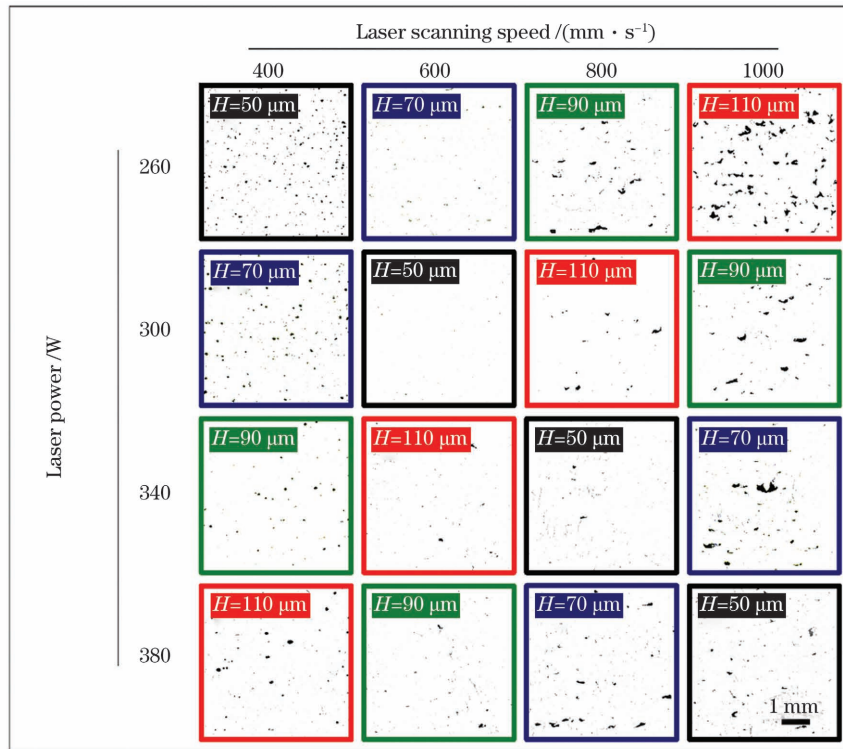 Laser scanning speed /(mm · s⁻¹)
400 600 800 1000
Laser power /W
260
H=50 μm H=70 μm H=90 μm H=110 μm
300
H=70 μm H=50 μm H=110 μm H=90 μm
340
H=90 μm H=110 μm H=50 μm H=70 μm
380
H=110 μm H=90 μm H=70 μm H=50 μm
1 mm